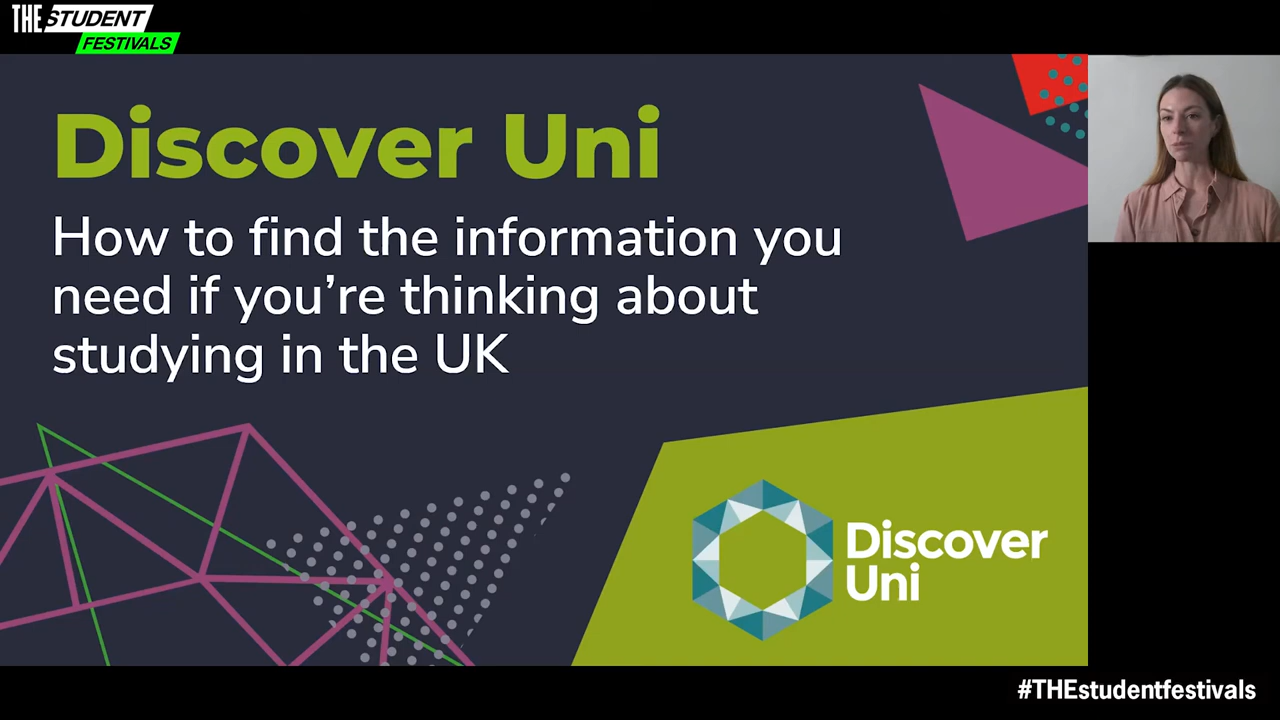 THE STUDENT
FESTIVALS
Discover Uni
How to find the information you
need if you’re thinking about
studying in the UK
Discover
Uni
#THEstudentfestivals